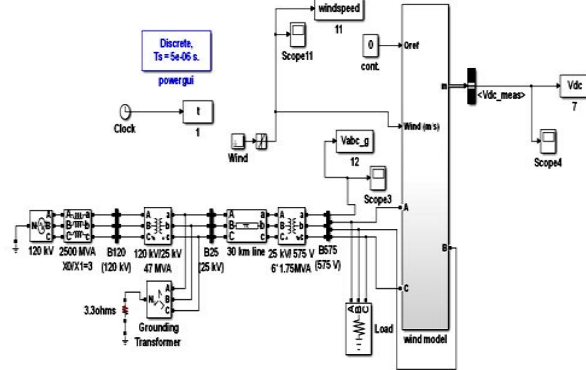 windspeed
11
Discrete,
Ts = 5e-06 s.
powergui
Scope11
0
cont.
Qref
m
<Vdc_meas>
Vdc
7
Clock
t
1
Wind
Wind (m/s)
Vabc_g
12
Scope3
Scope4
N A B C
A B C
A B C a b c
A B C a b c
A B C a b c
A
B
C
120 kV
2500 MVA
X0/X1=3
B120
(120 kV)
120 kV/25 kV
47 MVA
B25
(25 kV)
30 km line
25 kV/ 575 V
6* 1.75MVA
B575
(575 V)
3.3ohms
N A B C
Grounding
Transformer
A B C
Load
wind model